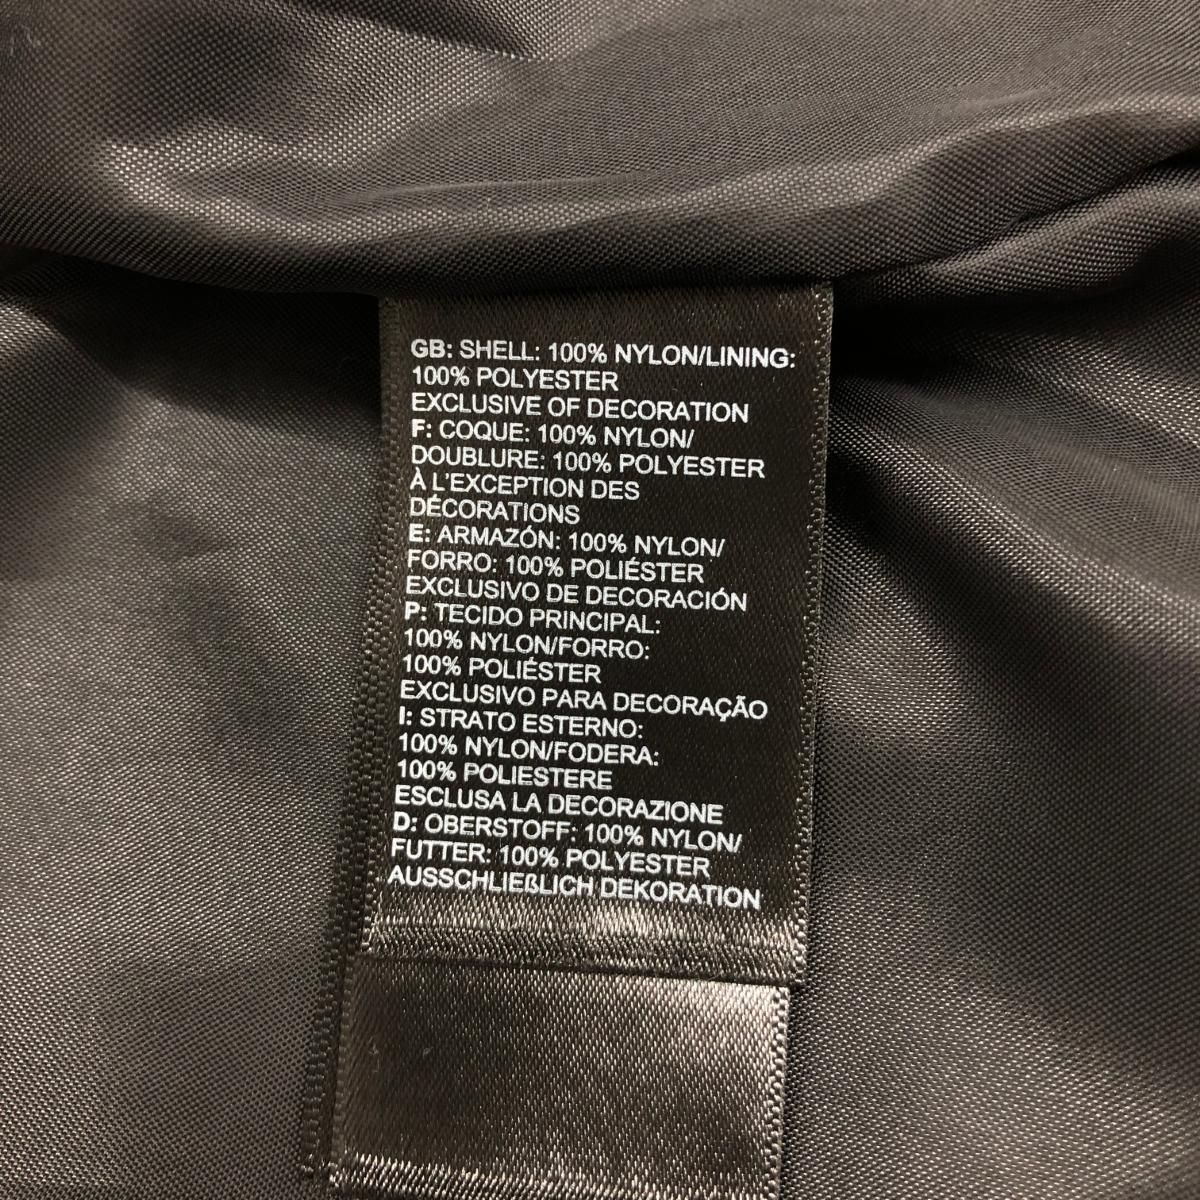 GB: SHELL: 100% NYLON/LINING:
100% POLYESTER
EXCLUSIVE OF DECORATION
F: COQUE: 100% NYLON/
DOUBLURE: 100% POLYESTER
À L'EXCEPTION DES
DÉCORATIONS
E: ARMAZÓN: 100% NYLON/
FORRO: 100% POLIÉSTER
EXCLUSIVO DE DECORACIÓN
P: TECIDO PRINCIPAL:
100% NYLON/FORRO:
100% POLIÉSTER
EXCLUSIVO PARA DECORAÇÃO
I: STRATO ESTERNO:
100% NYLON/FODERA:
100% POLIESTERE
ESCLUSA LA DECORAZIONE
D: OBERSTOFF: 100% NYLON/
FUTTER: 100% POLYESTER
AUSSCHLIEßLICH DEKORATION